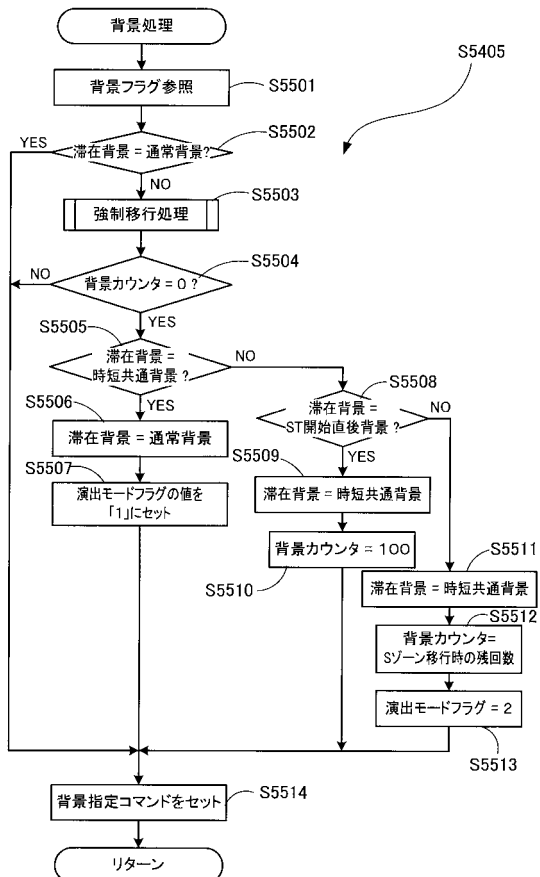 背景処理
S5405
背景フラグ参照
S5501
S5502
YES
滞在背景=通常背景?
NO
S5503
強制移行処理
S5504
NO
背景カウンタ=0?
S5505
YES
NO
滞在背景=
時短共通背景?
S5508
滞在背景=
ST開始直後背景?
NO
S5506
YES
滞在背景=通常背景
S5509
YES
S5507
滞在背景=時短共通背景
演出モードフラグの値を
「1」にセット
背景カウンタ=100
S5510
S5511
滞在背景=時短共通背景
S5512
背景カウンタ=
Sゾーン移行時の残回数
演出モードフラグ=2
S5513
背景指定コマンドをセット
S5514
リターン